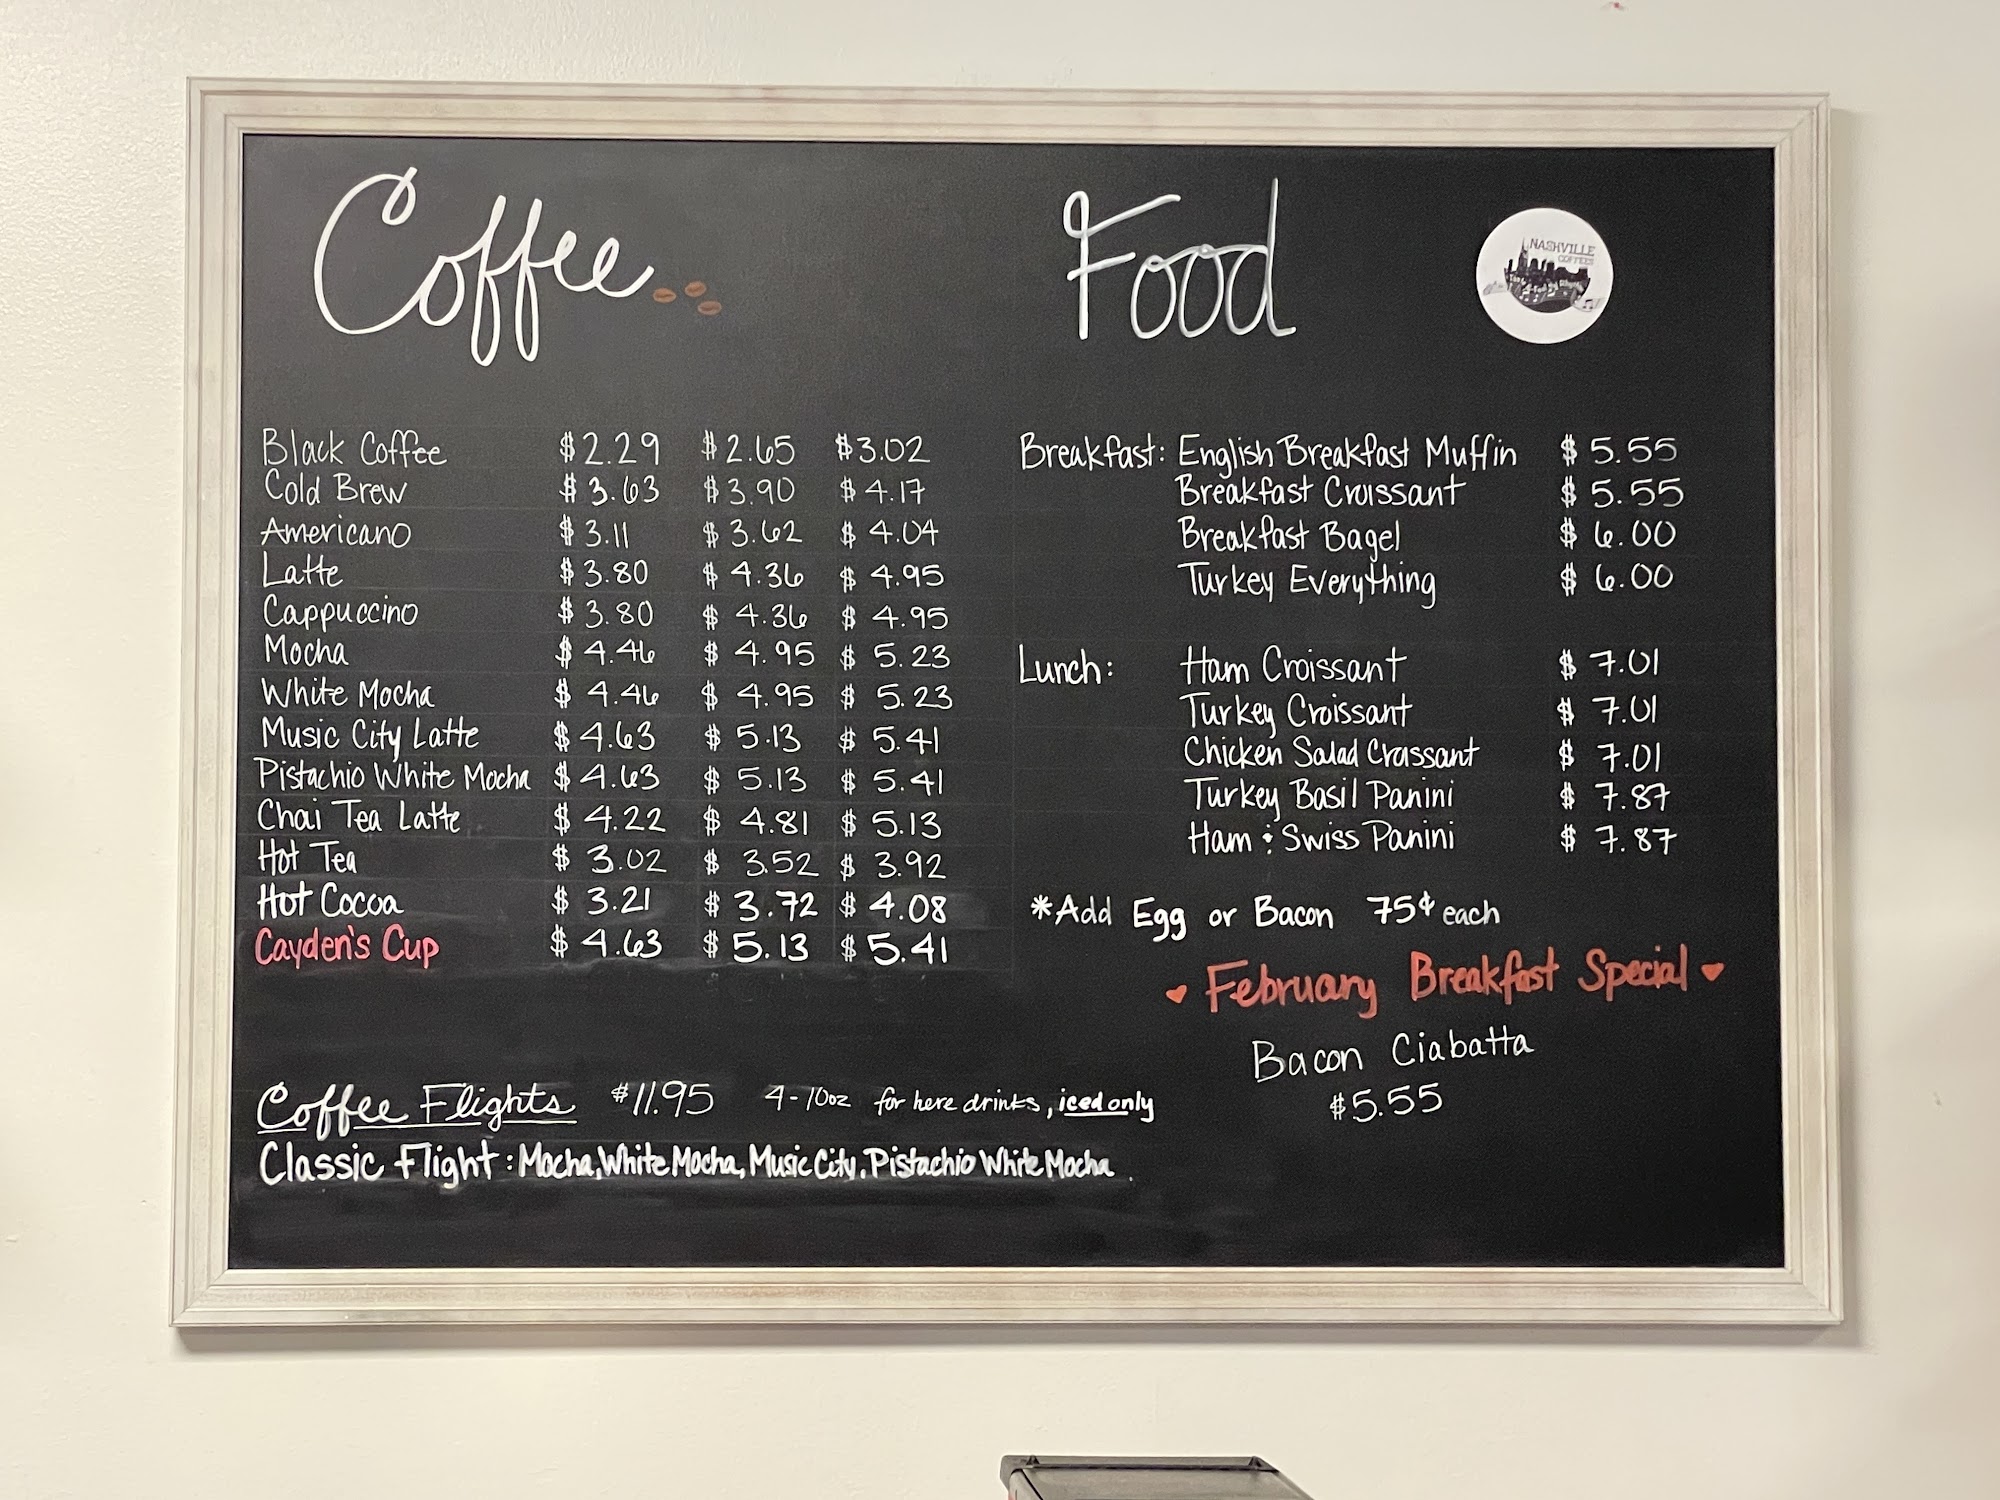 Coffee
Black Coffee $2.29 $2.65 $3.02
Cold Brew $3.63 $3.90 $4.17
Americano $3.11 $3.62 $4.04
Latte $3.80 $4.36 $4.95
Cappuccino $3.80 $4.36 $4.95
Mocha $4.46 $4.95 $5.23
White Mocha $4.46 $4.95 $5.23
Music City Latte $4.63 $5.13 $5.41
Pistachio White Mocha $4.63 $5.13 $5.41
Chai Tea Latte $4.22 $4.81 $5.13
Hot Tea $3.02 $3.52 $3.92
Hot Cocoa $3.21 $3.72 $4.08
Cayden's Cup $4.63 $5.13 $5.41
Coffee Flights $11.95 4-10oz for here drinks, iced only
Classic Flight: Mocha, White Mocha, Music City, Pistachio White Mocha.
Food
NASHVILLE
COFFEES
Breakfast: English Breakfast Muffin $5.55
Breakfast Croissant $5.55
Breakfast Bagel $6.00
Turkey Everything $6.00
Lunch: Ham Croissant $7.01
Turkey Croissant $7.01
Chicken Salad Crossant $7.01
Turkey Basil Panini $7.87
Ham & Swiss Panini $7.87
*Add Egg or Bacon 75¢ each
♥ February Breakfast Special ♥
Bacon Ciabatta
$5.55